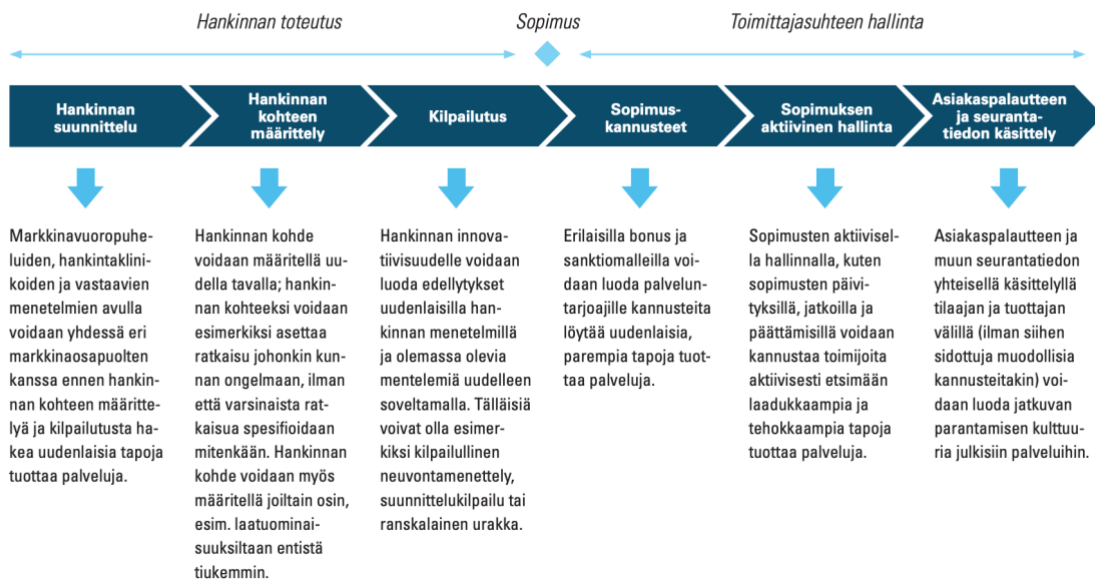 Hankinnan toteutus
Sopimus
Toimittajasuhteen hallinta
Hankinnan
suunnittelu
Hankinnan
kohteen
määrittely
Kilpailutus
Sopimus-
kannusteet
Sopimuksen
aktiivinen hallinta
Asiakaspalautteen
ja seuranta-
tiedon käsittely
Markkinavuoropuhe-
luiden, hankintaklini-
koiden ja vastaavien
menetelmien avulla
voidaan yhdessä eri
markkinaosapuolten
kanssa ennen hankin-
nan kohteen määritte-
lyä ja kilpailutusta ha-
kea uudenlaisia tapoja
tuottaa palveluja.
Hankinnan kohde
voidaan määritellä uu-
della tavalla; hankin-
nan kohteeksi voidaan
esimerkiksi asettaa
ratkaisu johonkin kun-
nan ongelmaan, ilman
että varsinaista rat-
kaisua spesifioidaan
mitenkään. Hankinnan
kohde voidaan myös
määritellä joiltain osin,
esim. laatuominai-
suuksiltaan entistä
tiukemmin.
Hankinnan innova-
tiivisuudelle voidaan
luoda edellytykset
uudenlaisilla han-
kinnan menetelmillä
ja olemassa olevia
mentelemiä uudelleen
soveltamalla. Tälläisiä
voivat olla esimer-
kiksi kilpailullinen
neuvontamenettely,
suunnittelukilpailu tai
ranskalainen urakka.
Erilaisilla bonus ja
sanktiomalleilla voi-
daan luoda palvelun-
tarjoajille kannusteita
löytää uudenlaisia,
parempia tapoja tuot-
taa palveluja.
Sopimusten aktiivisel-
la hallinnalla, kuten
sopimusten päivi-
tyksillä, jatkoilla ja
päättämisillä voidaan
kannustaa toimijoita
aktiivisesti etsimään
laadukkaampia ja
tehokkaampia tapoja
tuottaa palveluja.
Asiakaspalautteen ja
muun seurantatiedon
yhteisellä käsittelyllä
tilaajan ja tuottajan
välillä (ilman siihen
sidottuja muodollisia
kannusteitakin) voi-
daan luoda jatkuvan
parantamisen kulttuu-
ria julkisiin palveluihin.